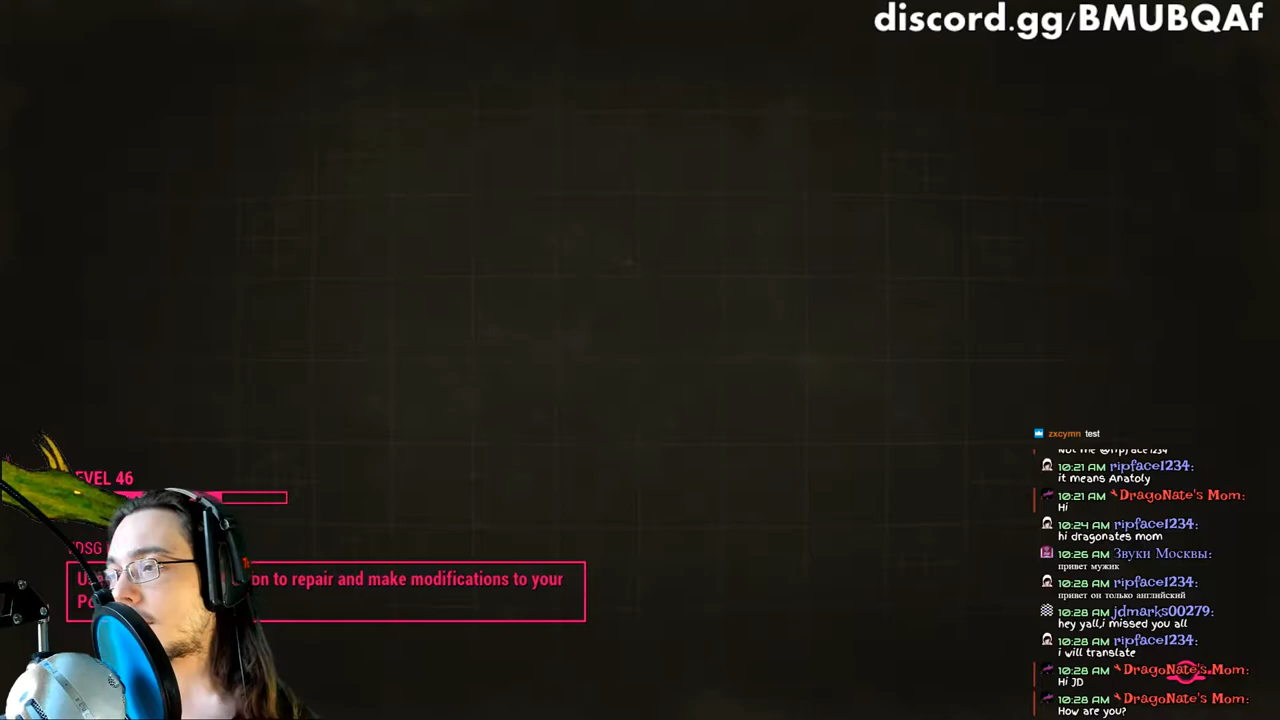 discord.gg/BMUBQAf
zxcymn test
10:21 AM ripface1234:
it means Anatoly
10:21 AM DragoNate's Mom:
Hi
10:24 AM ripface1234:
hi dragonates mom
10:26 AM Звуки Москвы:
привет мужик
10:28 AM ripface1234:
привет он только английский
10:28 AM jdmarks00279:
hey yall,i missed you all
10:28 AM ripface1234:
i will translate
10:28 AM DragoNate's Mom:
Hi JD
10:28 AM DragoNate's Mom:
How are you?
EVEL 46
DSG
on to repair and make modifications to your